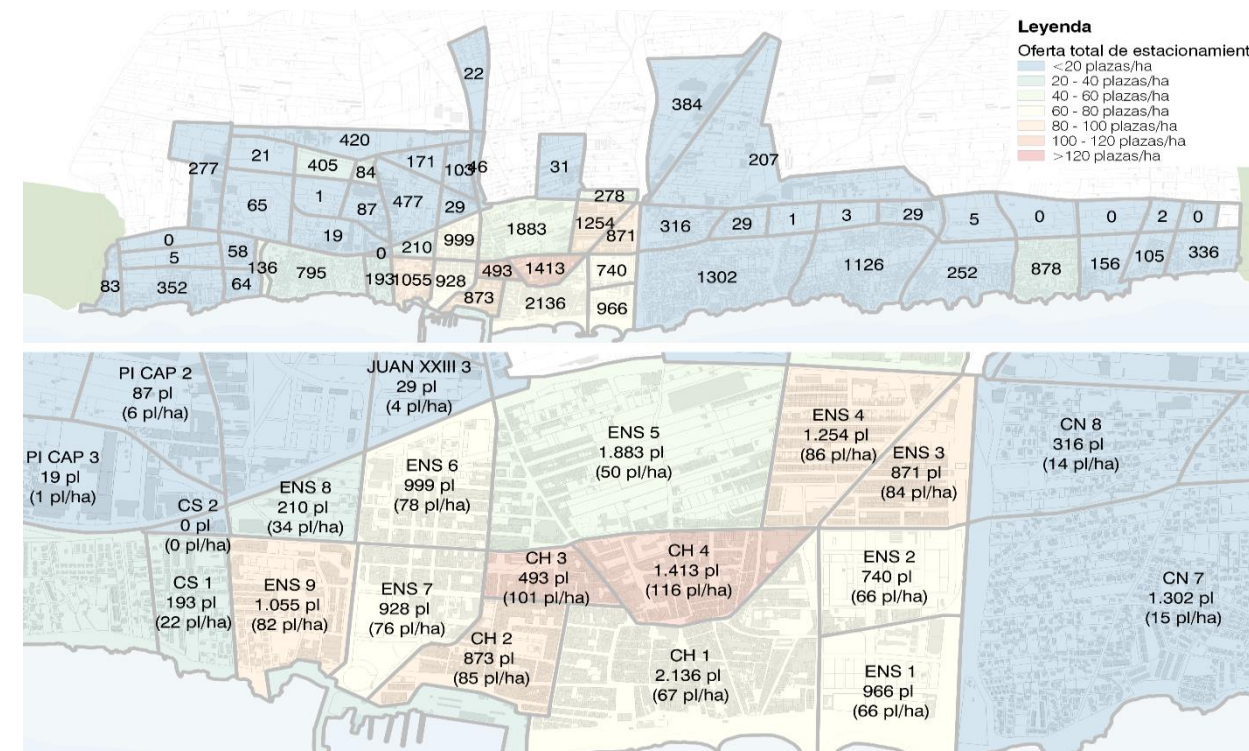 Leyenda
Oferta total de estacionamient
<20 plazas/ha
20 - 40 plazas/ha
40 - 60 plazas/ha
60 - 80 plazas/ha
80 - 100 plazas/ha
100 - 120 plazas/ha
>120 plazas/ha
22
384
420
277
21
405
84
171
103
46
31
207
278
65
1
87
477
29
1883
1254
871
316
29
1
3
29
5
0
0
2
0
19
0
210
999
0
5
58
136
795
193
1055
928
493
1413
740
1302
1126
252
878
156
105
336
83
352
64
873
2136
966
PI CAP 2
87 pl
(6 pl/ha)
JUAN XXIII 3
29 pl
(4 pl/ha)
PI CAP 3
19 pl
(1 pl/ha)
CS 2
0 pl
(0 pl/ha)
ENS 8
210 pl
(34 pl/ha)
ENS 6
999 pl
(78 pl/ha)
ENS 5
1.883 pl
(50 pl/ha)
ENS 4
1.254 pl
(86 pl/ha)
ENS 3
871 pl
(84 pl/ha)
CN 8
316 pl
(14 pl/ha)
CS 1
193 pl
(22 pl/ha)
ENS 9
1.055 pl
(82 pl/ha)
ENS 7
928 pl
(76 pl/ha)
CH 3
493 pl
(101 pl/ha)
CH 4
1.413 pl
(116 pl/ha)
ENS 2
740 pl
(66 pl/ha)
CN 7
1.302 pl
(15 pl/ha)
CH 2
873 pl
(85 pl/ha)
CH 1
2.136 pl
(67 pl/ha)
ENS 1
966 pl
(66 pl/ha)